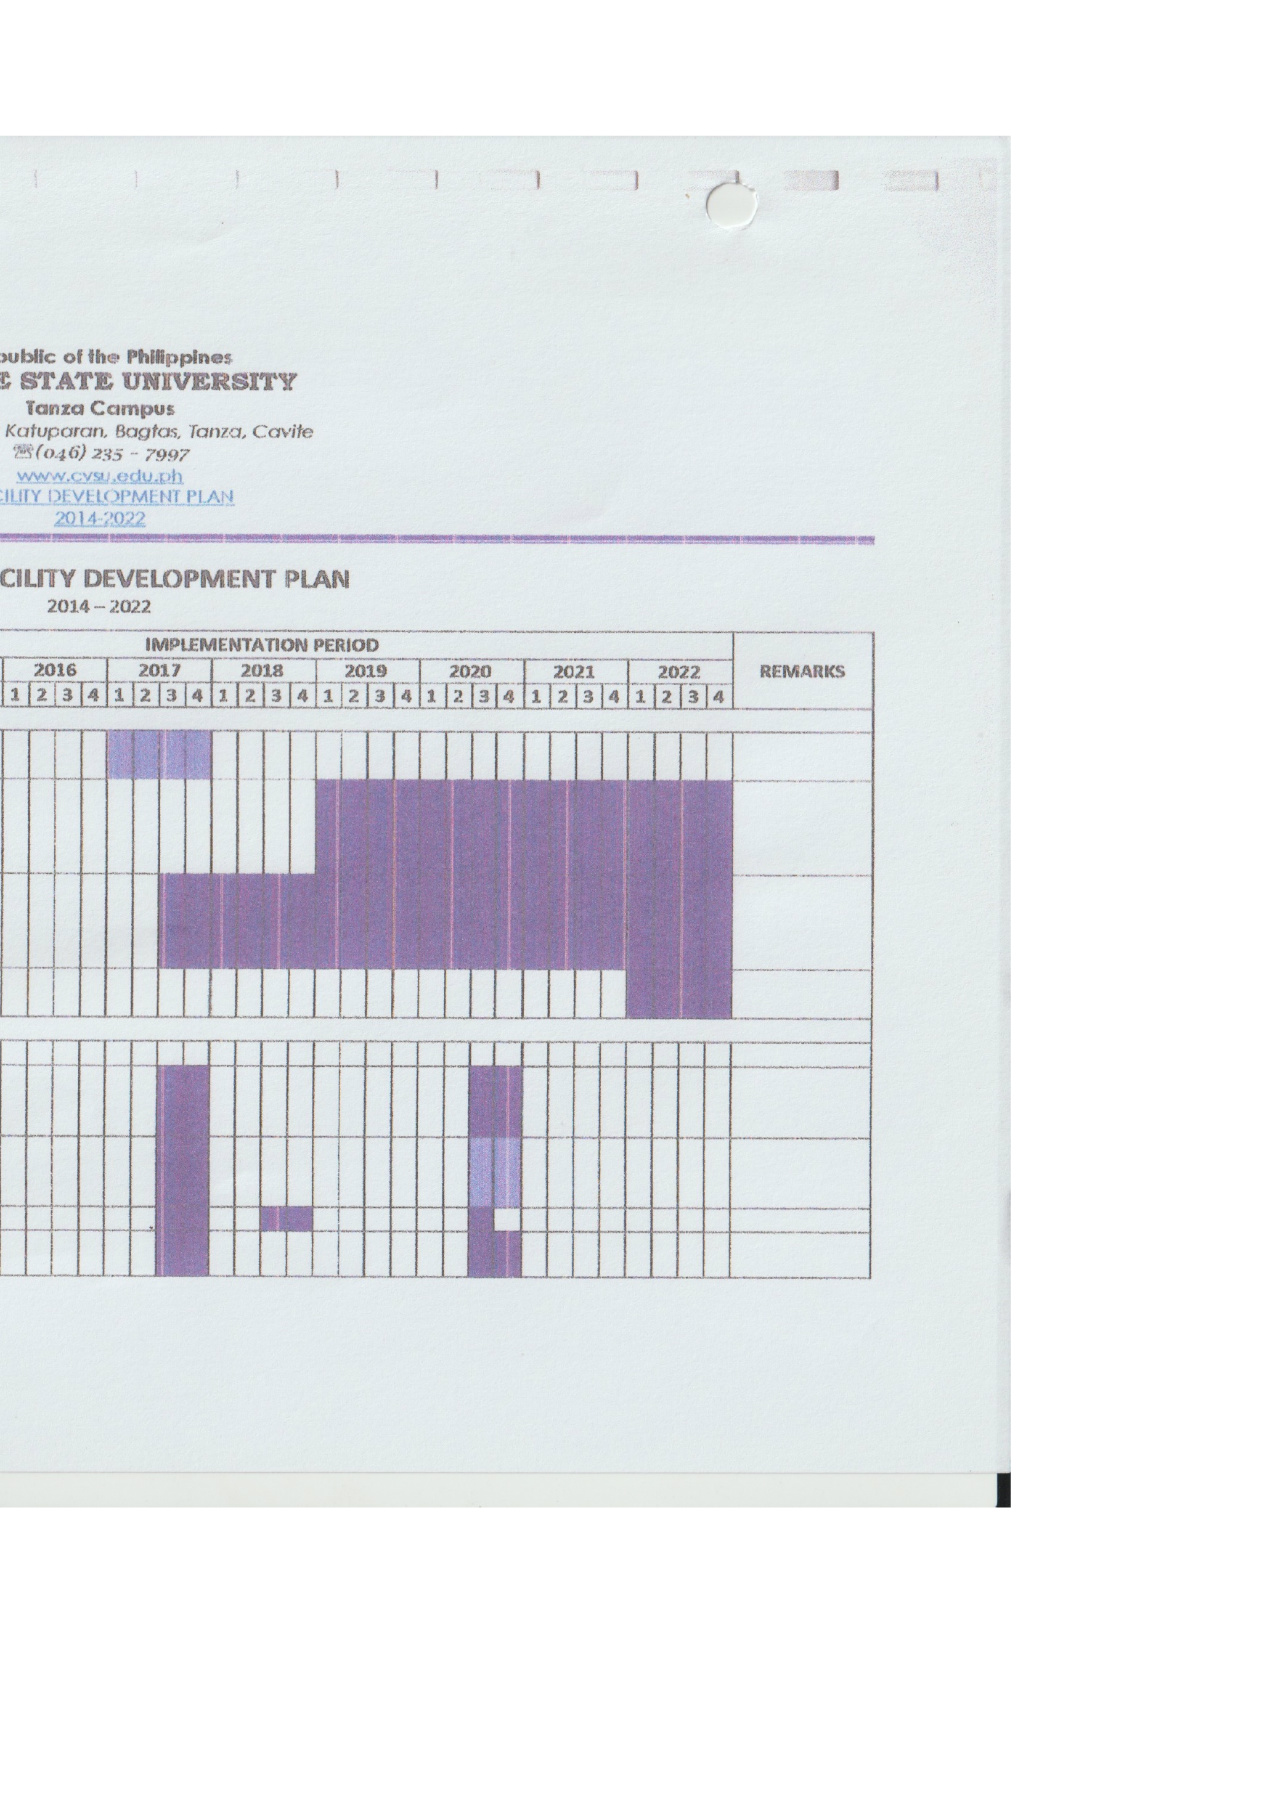 public of the Philippines
E STATE UNIVERSITY
Tanza Campus
Katuparan, Bagtas, Tanza, Cavite
☏(046) 235 - 7997
www.cvsu.edu.ph
CILITY DEVELOPMENT PLAN
2014-2022
CILITY DEVELOPMENT PLAN
2014 – 2022
IMPLEMENTATION PERIOD
2016 2017 2018 2019 2020 2021 2022 REMARKS
1 2 3 4 1 2 3 4 1 2 3 4 1 2 3 4 1 2 3 4 1 2 3 4 1 2 3 4